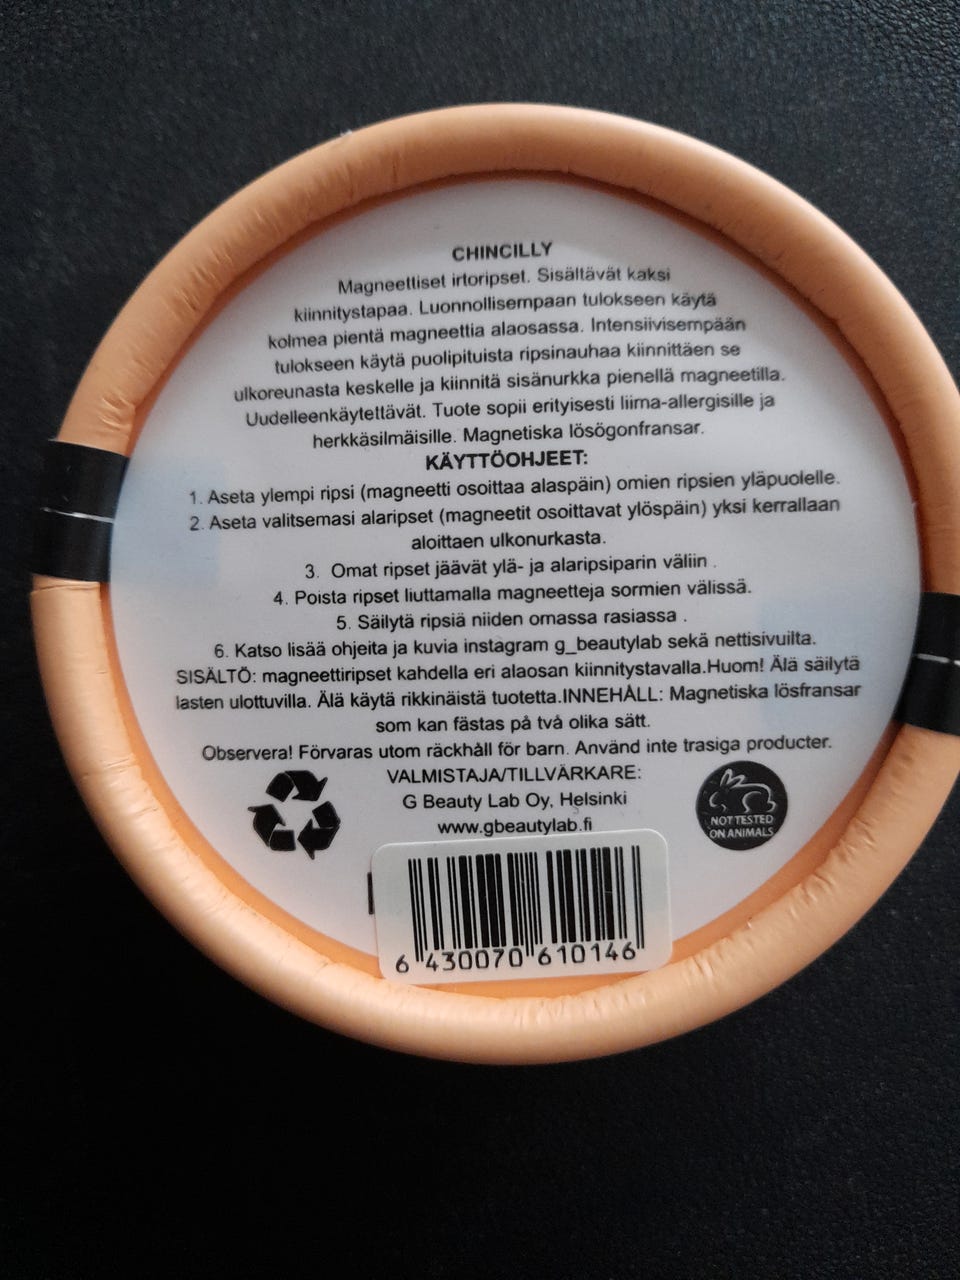 CHINCILLY
Magneettiset irtoripset. Sisältävät kaksi
kiinnitystapaa. Luonnollisempaan tulokseen käytä
kolmea pientä magneettia alaosassa. Intensiivisempään
tulokseen käytä puolipituista ripsinauhaa kiinnittäen se
ulkoreunasta keskelle ja kiinnitä sisänurkka pienellä magneetilla.
Uudelleenkäytettävät. Tuote sopii erityisesti liima-allergisille ja
herkkäsilmäisille. Magnetiska lösögonfransar.
KÄYTTÖOHJEET:
1. Aseta ylempi ripsi (magneetti osoittaa alaspäin) omien ripsien yläpuolelle.
2. Aseta valitsemasi alaripset (magneetit osoittavat ylöspäin) yksi kerrallaan
aloittaen ulkonurkasta.
3. Omat ripset jäävät ylä- ja alaripsiparin väliin .
4. Poista ripset liuttamalla magneetteja sormien välissä.
5. Säilytä ripsiä niiden omassa rasiassa .
6. Katso lisää ohjeita ja kuvia instagram g_beautylab sekä nettisivuilta.
SISÄLTÖ: magneettiripset kahdella eri alaosan kiinnitystavalla.Huom! Älä säilytä
lasten ulottuvilla. Älä käytä rikkinäistä tuotetta.INNEHÅLL: Magnetiska lösfransar
som kan fästas på två olika sätt.
Observera! Förvaras utom räckhåll för barn. Använd inte trasiga producter.
VALMISTAJA/TILLVÄRKARE:
G Beauty Lab Oy, Helsinki
www.gbeautylab.fi
NOT TESTED
ON ANIMALS
6 430070 610146